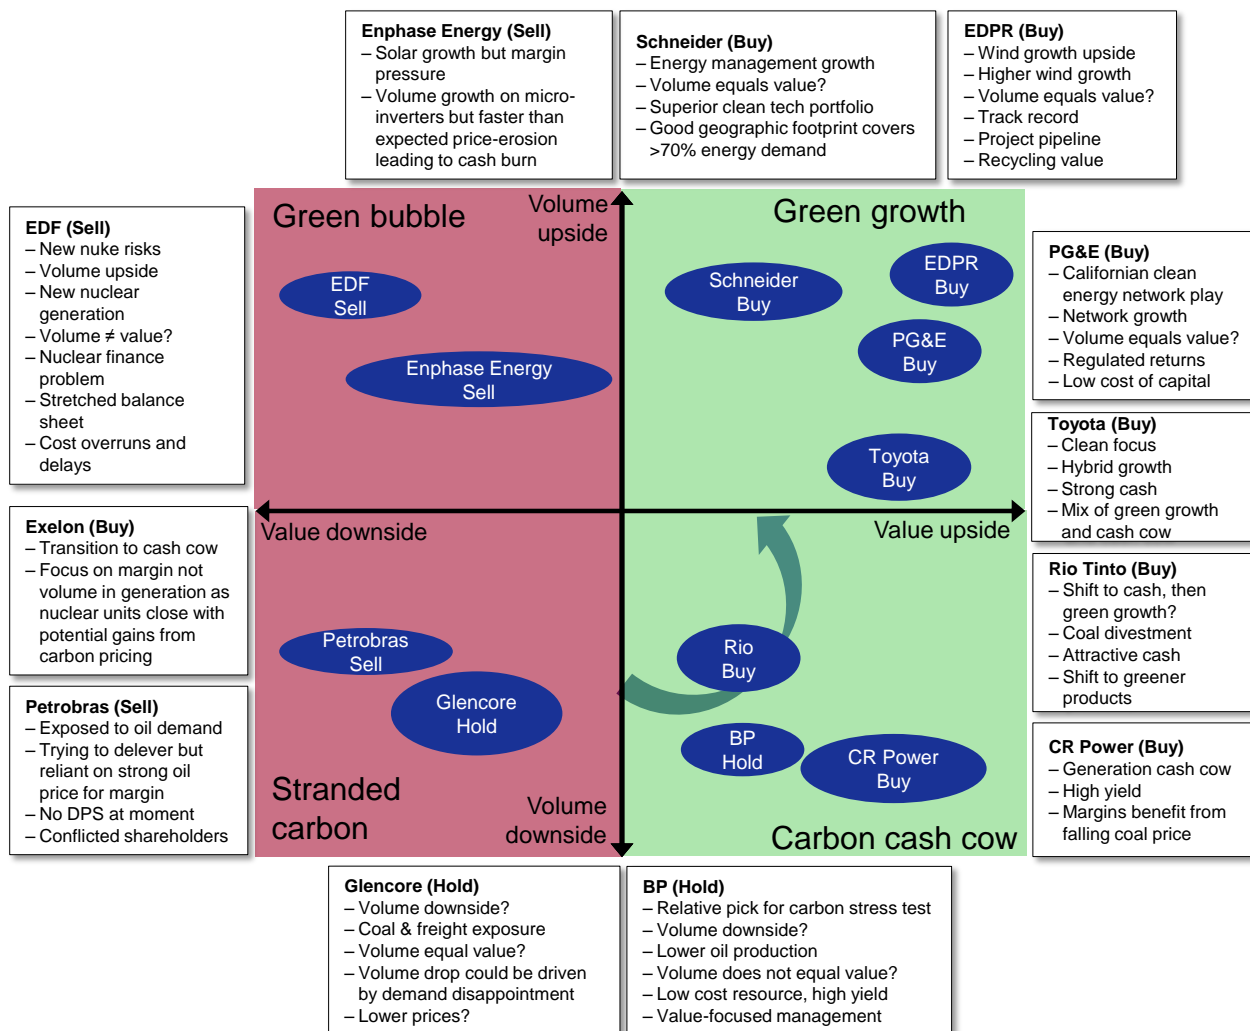 Enphase Energy (Sell)
– Solar growth but margin
pressure
– Volume growth on micro-
inverters but faster than
expected price-erosion
leading to cash burn
Schneider (Buy)
– Energy management growth
– Volume equals value?
– Superior clean tech portfolio
– Good geographic footprint covers
>70% energy demand
EDPR (Buy)
– Wind growth upside
– Higher wind growth
– Volume equals value?
– Track record
– Project pipeline
– Recycling value
EDF (Sell)
– New nuke risks
– Volume upside
– New nuclear
generation
– Volume ≠ value?
– Nuclear finance
problem
– Stretched balance
sheet
– Cost overruns and
delays
Exelon (Buy)
– Transition to cash cow
– Focus on margin not
volume in generation as
nuclear units close with
potential gains from
carbon pricing
Petrobras (Sell)
– Exposed to oil demand
– Trying to delever but
reliant on strong oil
price for margin
– No DPS at moment
– Conflicted shareholders
Green bubble
Volume
upside
Green growth
EDF
Sell
Enphase Energy
Sell
Schneider
Buy
EDPR
Buy
PG&E
Buy
Toyota
Buy
Value downside
Value upside
Petrobras
Sell
Glencore
Hold
Rio
Buy
BP
Hold
CR Power
Buy
Stranded
carbon
Volume
downside
Carbon cash cow
PG&E (Buy)
– Californian clean
energy network play
– Network growth
– Volume equals value?
– Regulated returns
– Low cost of capital
Toyota (Buy)
– Clean focus
– Hybrid growth
– Strong cash
– Mix of green growth
and cash cow
Rio Tinto (Buy)
– Shift to cash, then
green growth?
– Coal divestment
– Attractive cash
– Shift to greener
products
CR Power (Buy)
– Generation cash cow
– High yield
– Margins benefit from
falling coal price
Glencore (Hold)
– Volume downside?
– Coal & freight exposure
– Volume equal value?
– Volume drop could be driven
by demand disappointment
– Lower prices?
BP (Hold)
– Relative pick for carbon stress test
– Volume downside?
– Lower oil production
– Volume does not equal value?
– Low cost resource, high yield
– Value-focused management